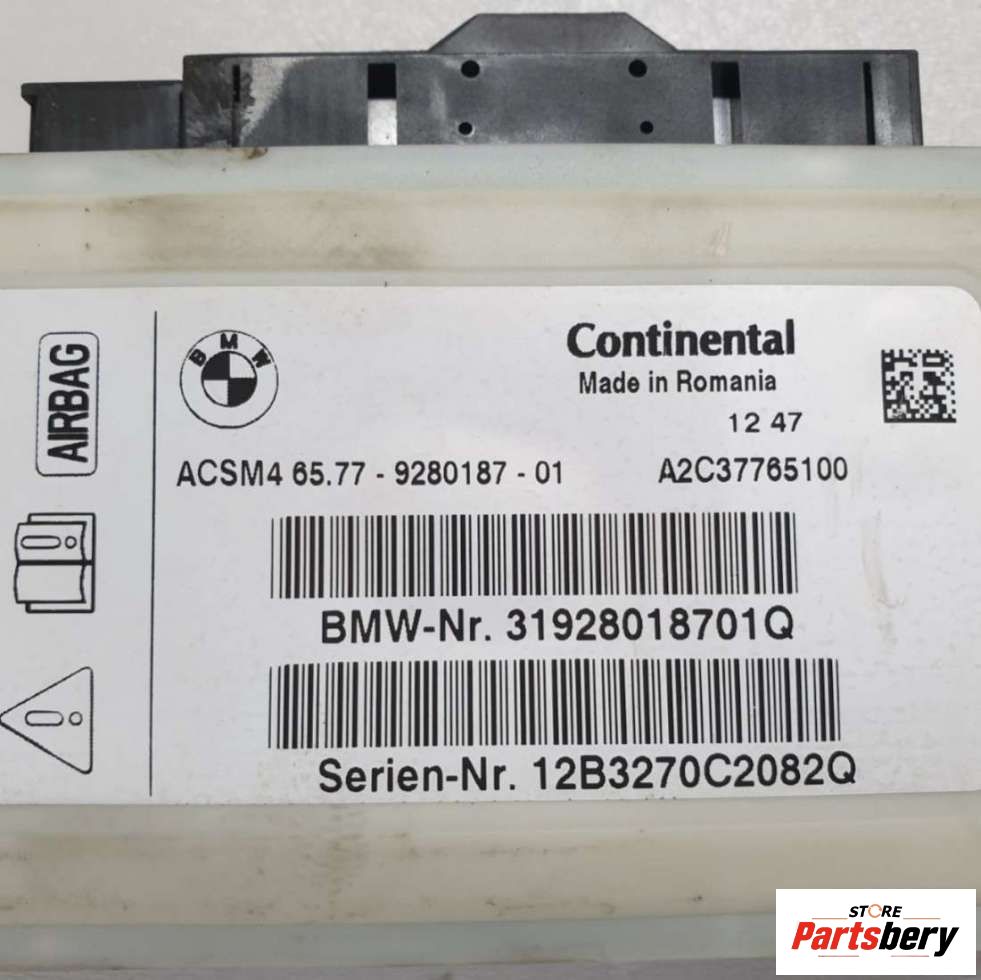 AIRBAG
BMW
Continental
Made in Romania
12 47
ACSM4 65.77 - 9280187 - 01 A2C37765100
BMW-Nr. 31928018701Q
Serien-Nr. 12B3270C2082Q
STORE
Partsbery